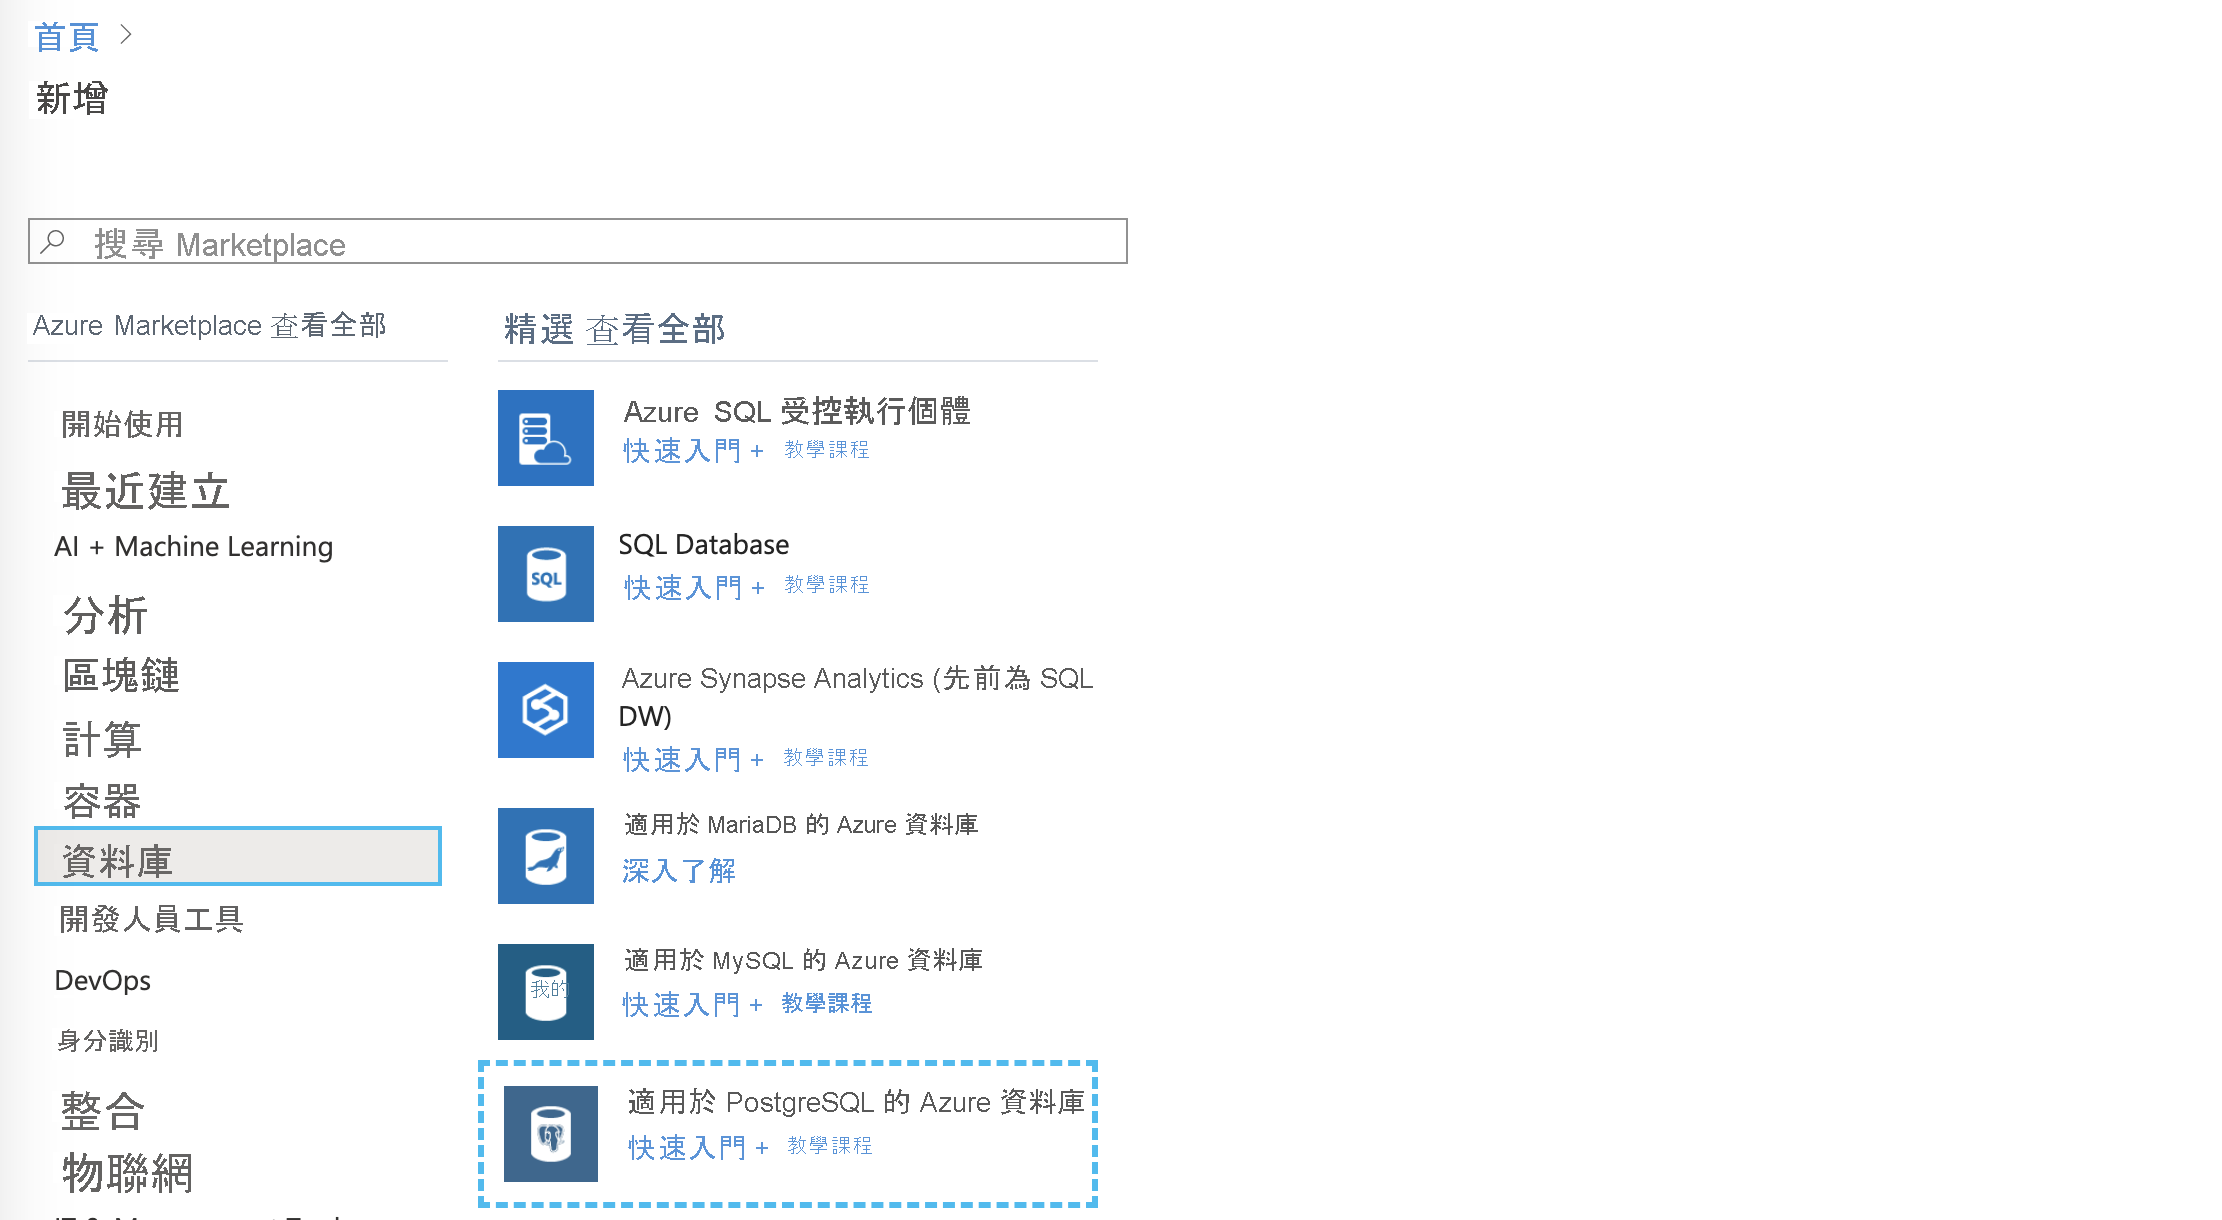 首頁
新增
搜尋 Marketplace
Azure Marketplace 查看全部
開始使用
最近建立
AI + Machine Learning
分析
區塊鏈
計算
容器
資料庫
開發人員工具
DevOps
身分識別
整合
物聯網
精選 查看全部
Azure SQL 受控執行個體
快速入門 + 教學課程
SQL
SQL Database
快速入門 + 教學課程
Azure Synapse Analytics (先前為 SQL
DW)
快速入門 + 教學課程
適用於 MariaDB 的 Azure 資料庫
深入了解
我的
適用於 MySQL 的 Azure 資料庫
快速入門 + 教學課程
適用於 PostgreSQL 的 Azure 資料庫
快速入門 + 教學課程